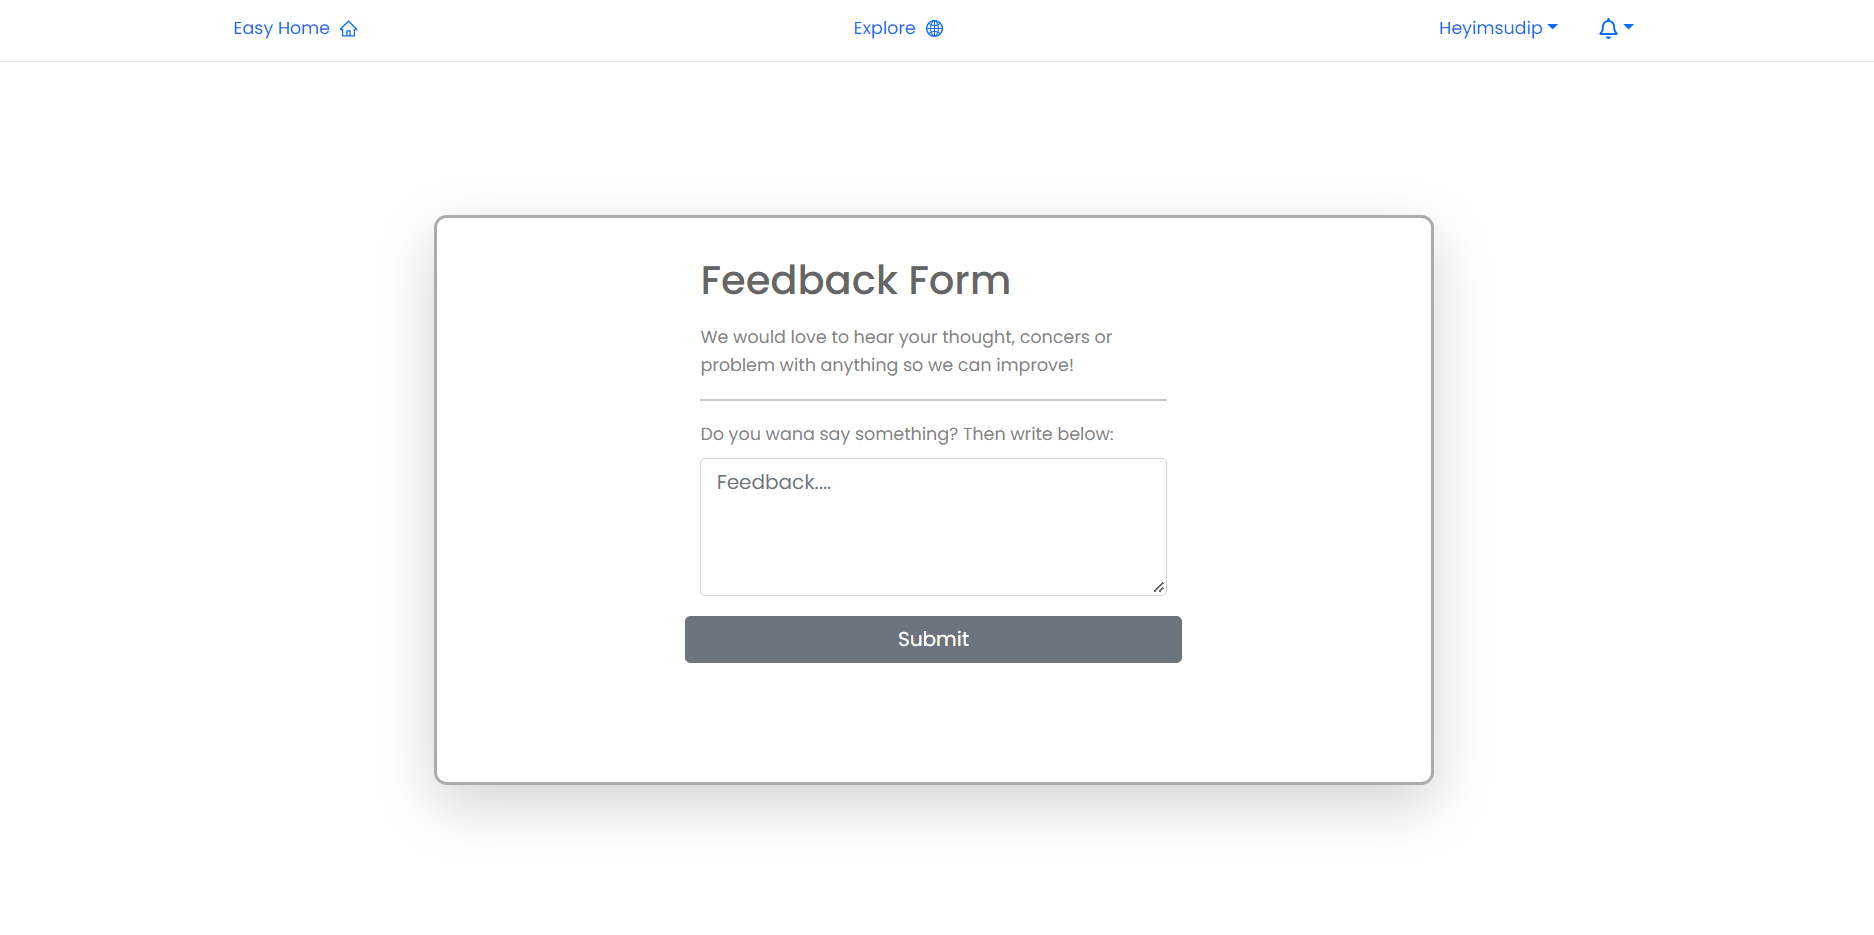 Easy Home
Explore
Heyimsudip
Feedback Form
We would love to hear your thought, concers or
problem with anything so we can improve!
Do you wana say something? Then write below:
Feedback....
Submit